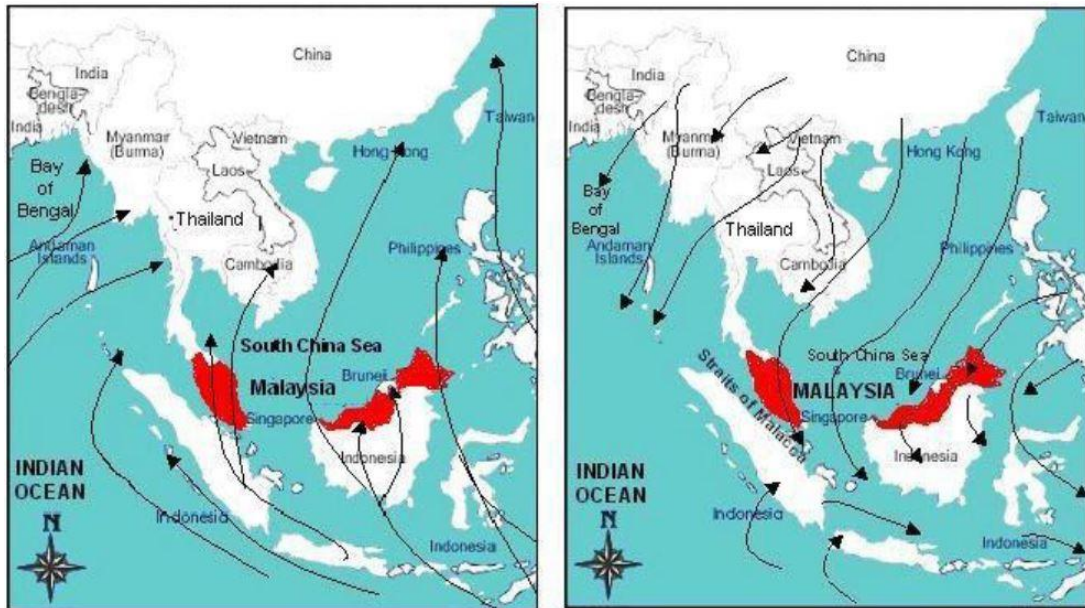 China
India
Bengla-
desh
India
Myanmar
(Burma)
Vietnam
Hong Kong
Taiwan
Laos
Bay
of
Bengal
Thailand
Andaman
Islands
Philippines
Cambodia
South China Sea
Malaysia
Brunei
Singapore
Indonesia
INDIAN
OCEAN
N
Indonesia
Indonesia
China
India
Bengla-
desh
India
Myanmar
(Burma)
Vietnam
Hong Kong
Taiwan
Laos
Bay
of
Bengal
Thailand
Andaman
Islands
Philippines
Cambodia
South China Sea
Straits of Malacca
MALAYSIA
Brunei
Singapore
Indonesia
INDIAN
OCEAN
N
Indonesia
Indonesia